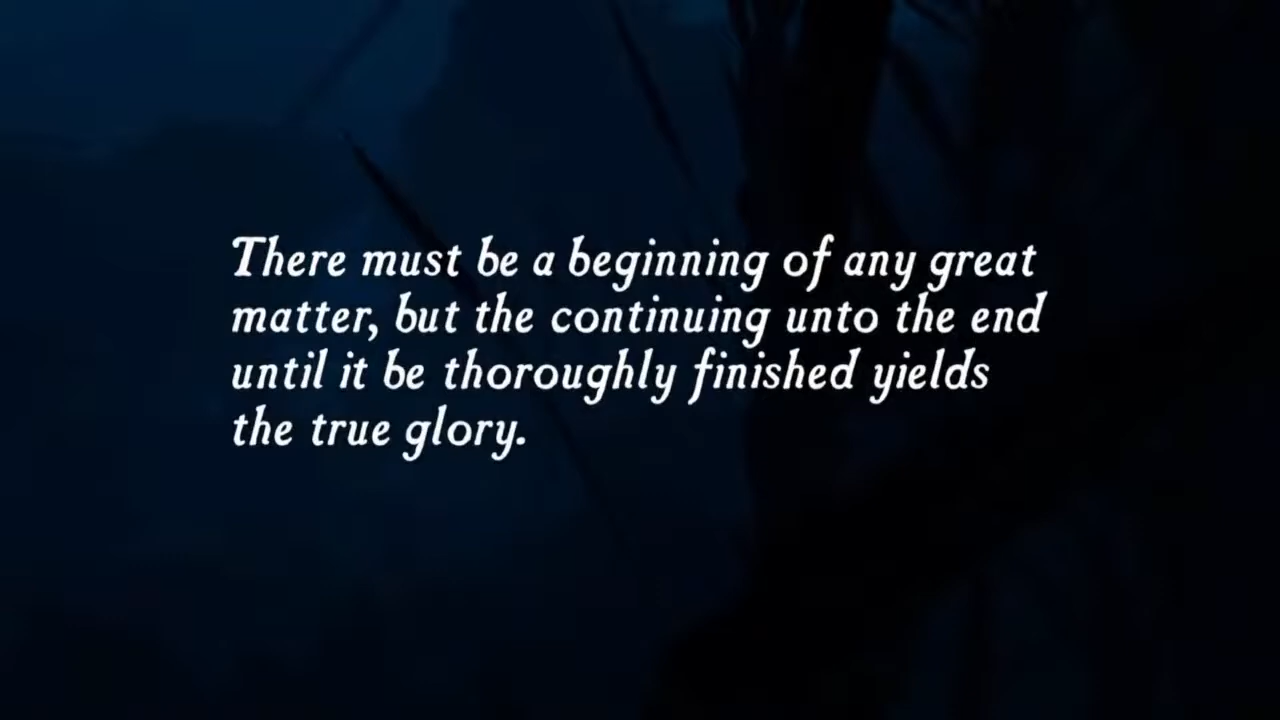 There must be a beginning of any great
matter, but the continuing unto the end
until it be thoroughly finished yields
the true glory.